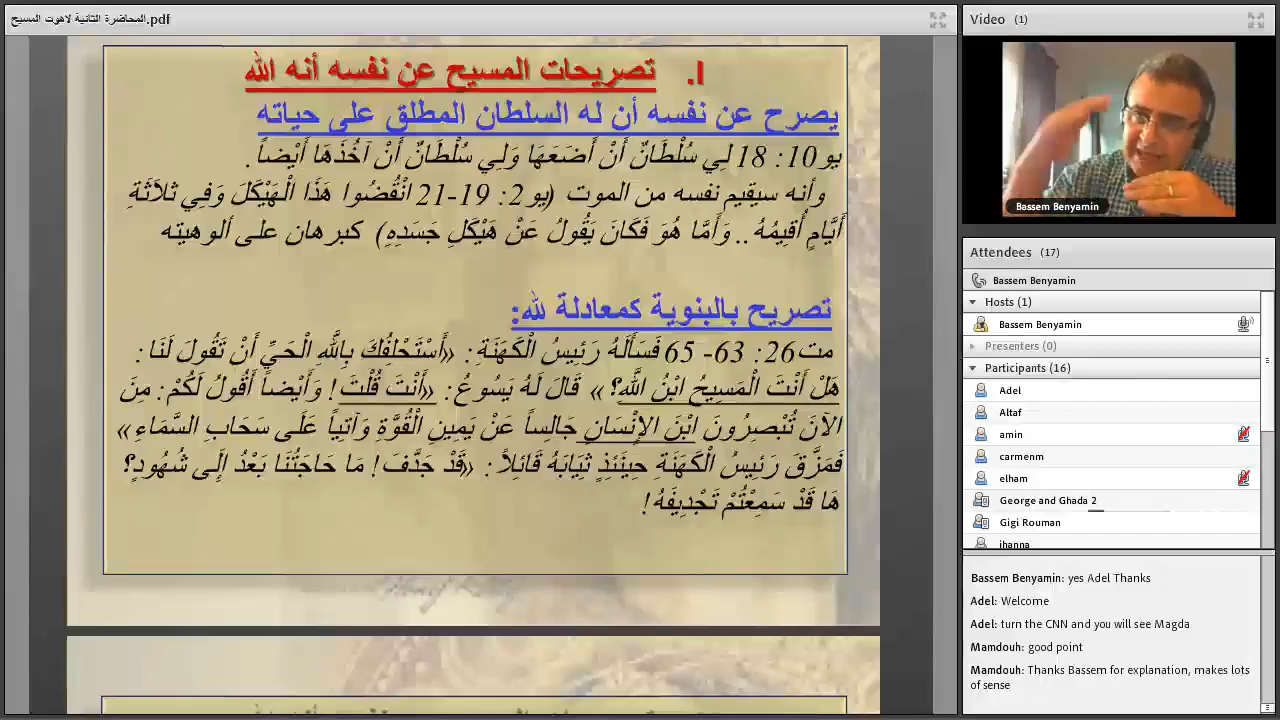 المحاضرة الثانية لاهوت المسيح.pdf
I. تصريحات المسيح عن نفسه أنه الله
يصرح عن نفسه أن له السلطان المطلق على حياته
يو10: 18 لِي سُلْطَانٌ أَنْ أَضَعَهَا وَلِي سُلْطَانٌ أَنْ آخُذَهَا أَيْضاً.
وأنه سيقيم نفسه من الموت (يو2: 19-21 انْقُضُوا هَذَا الْهَيْكَلَ وَفِي ثلاَثَةِ
أَيَّامٍ أُقِيمُهُ .. وَأَمَّا هُوَ فَكَانَ يَقُولُ عَنْ هَيْكَلِ جَسَدِهِ) كبرهان على ألوهيته
تصريح بالبنوية كمعادلة لله:
مت26: 63- 65 فَسَأَلَهُ رَئِيسُ الْكَهَنَةِ: «أَسْتَحْلِفُكَ بِاللَّهِ الْحَيِّ أَنْ تَقُولَ لَنَا:
هَلْ أَنْتَ الْمَسِيحُ ابْنُ اللَّهِ؟» قَالَ لَهُ يَسُوعُ: «أَنْتَ قُلْتَ! وَأَيْضاً أَقُولُ لَكُمْ: مِنَ
الآنَ تُبْصِرُونَ ابْنَ الإِنْسَانِ جَالِساً عَنْ يَمِينِ الْقُوَّةِ وَآتِياً عَلَى سَحَابِ السَّمَاءِ»
فَمَزَّقَ رَئِيسُ الْكَهَنَةِ حِينَئِذٍ ثِيَابَهُ قَائِلاً: «قَدْ جَدَّفَ! مَا حَاجَتُنَا بَعْدُ إِلَى شُهُودٍ؟
هَا قَدْ سَمِعْتُمْ تَجْدِيفَهُ!
Video (1)
Bassem Benyamin
Attendees (17)
Bassem Benyamin
Hosts (1)
Bassem Benyamin
Presenters (0)
Participants (16)
Adel
Altaf
amin
carmenm
elham
George and Ghada 2
Gigi Rouman
ihanna
Bassem Benyamin: yes Adel Thanks
Adel: Welcome
Adel: turn the CNN and you will see Magda
Mamdouh: good point
Mamdouh: Thanks Bassem for explanation, makes lots
of sense